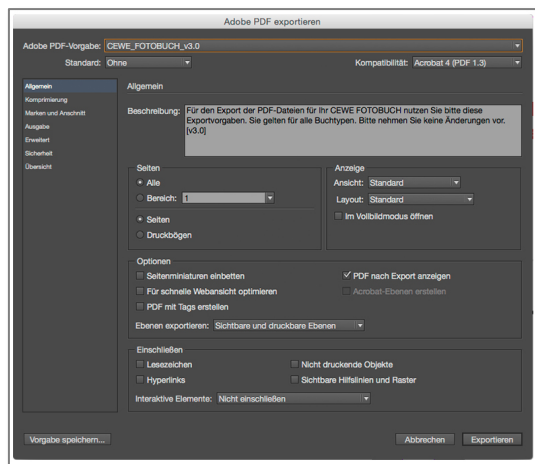 Adobe PDF exportieren
Adobe PDF-Vorgabe: CEWE_FOTOBUCH_v3.0
Standard: Ohne Kompatibilität: Acrobat 4 (PDF 1.3)
Allgemein
Komprimierung
Marken und Anschnitt
Ausgabe
Erweitert
Sicherheit
Übersicht
Allgemein
Beschreibung: Für den Export der PDF-Dateien für Ihr CEWE FOTOBUCH nutzen Sie bitte diese
Exportvorgaben. Sie gelten für alle Buchtypen. Bitte nehmen Sie keine Änderungen vor.
[v3.0]
Seiten
Alle
Bereich: 1
Seiten
Druckbögen
Anzeige
Ansicht: Standard
Layout: Standard
Im Vollbildmodus öffnen
Optionen
Seitenminiaturen einbetten PDF nach Export anzeigen
Für schnelle Webansicht optimieren Acrobat-Ebenen erstellen
PDF mit Tags erstellen
Ebenen exportieren: Sichtbare und druckbare Ebenen
Einschließen
Lesezeichen Nicht druckende Objekte
Hyperlinks Sichtbare Hilfslinien und Raster
Interaktive Elemente: Nicht einschließen
Vorgabe speichern... Abbrechen Exportieren